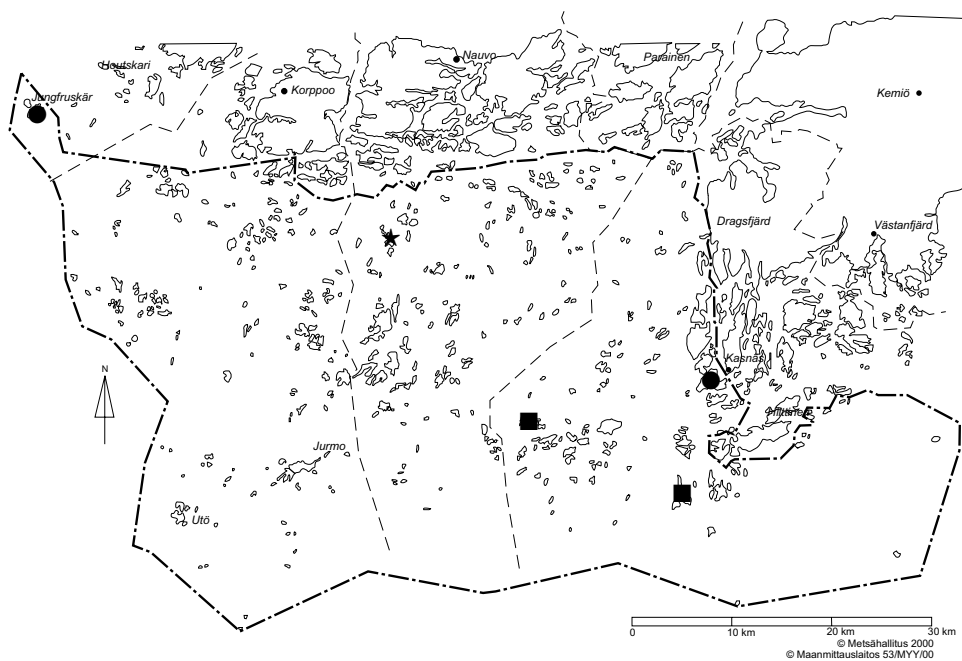 Nauvo
Houtskari
Parainen
Korppoo
Kemiö
Jungfruskär
Dragsfjärd
Västanfjärd
Kasnäs
N
Hiittinen
Jurmo
Utö
0 10 km 20 km 30 km
© Metsähallitus 2000
© Maanmittauslaitos 53/MYY/00